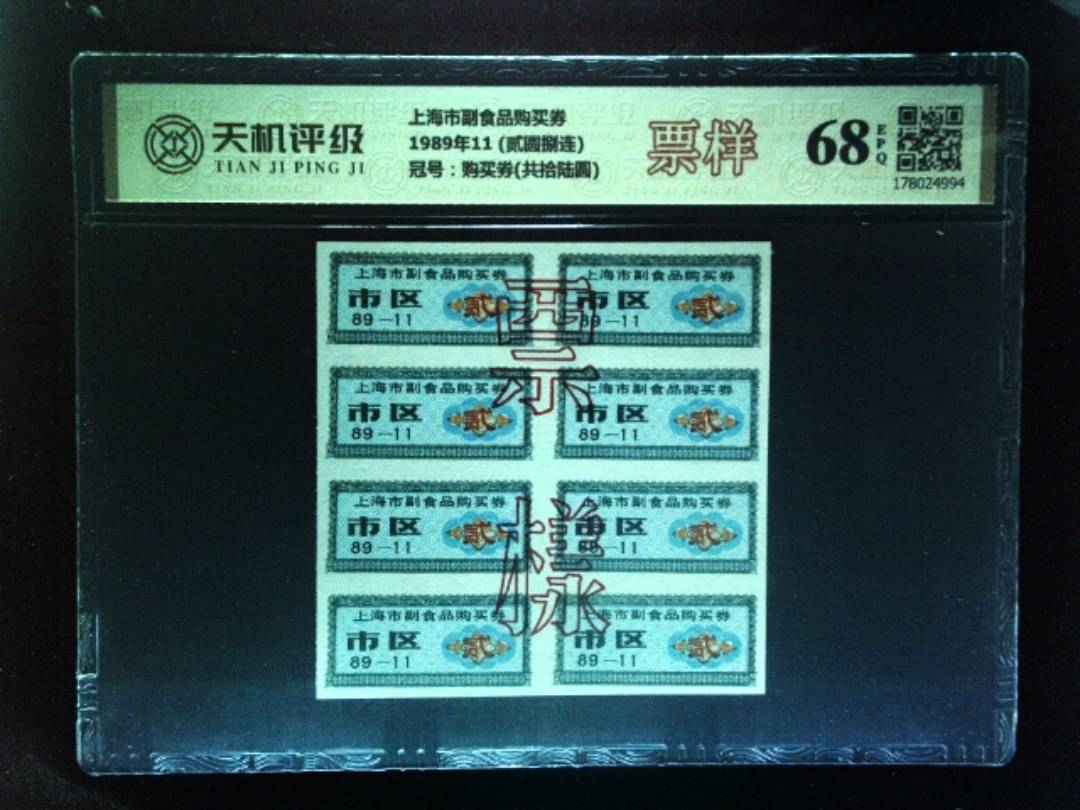 天机评级
TIAN JI PING JI
上海市副食品购买券
1989年11 (贰圆捌连)
冠号：购买券(共拾陆圆)
票样
68
EPQ
178024994
上海市副食品购买券
市区
89－11
贰
上海市副食品购买券
市区
89－11
贰
上海市副食品购买券
市区
89－11
贰
上海市副食品购买券
市区
89－11
贰
上海市副食品购买券
市区
89－11
贰
上海市副食品购买券
市区
89－11
贰
上海市副食品购买券
市区
89－11
贰
上海市副食品购买券
市区
89－11
贰
票
樣